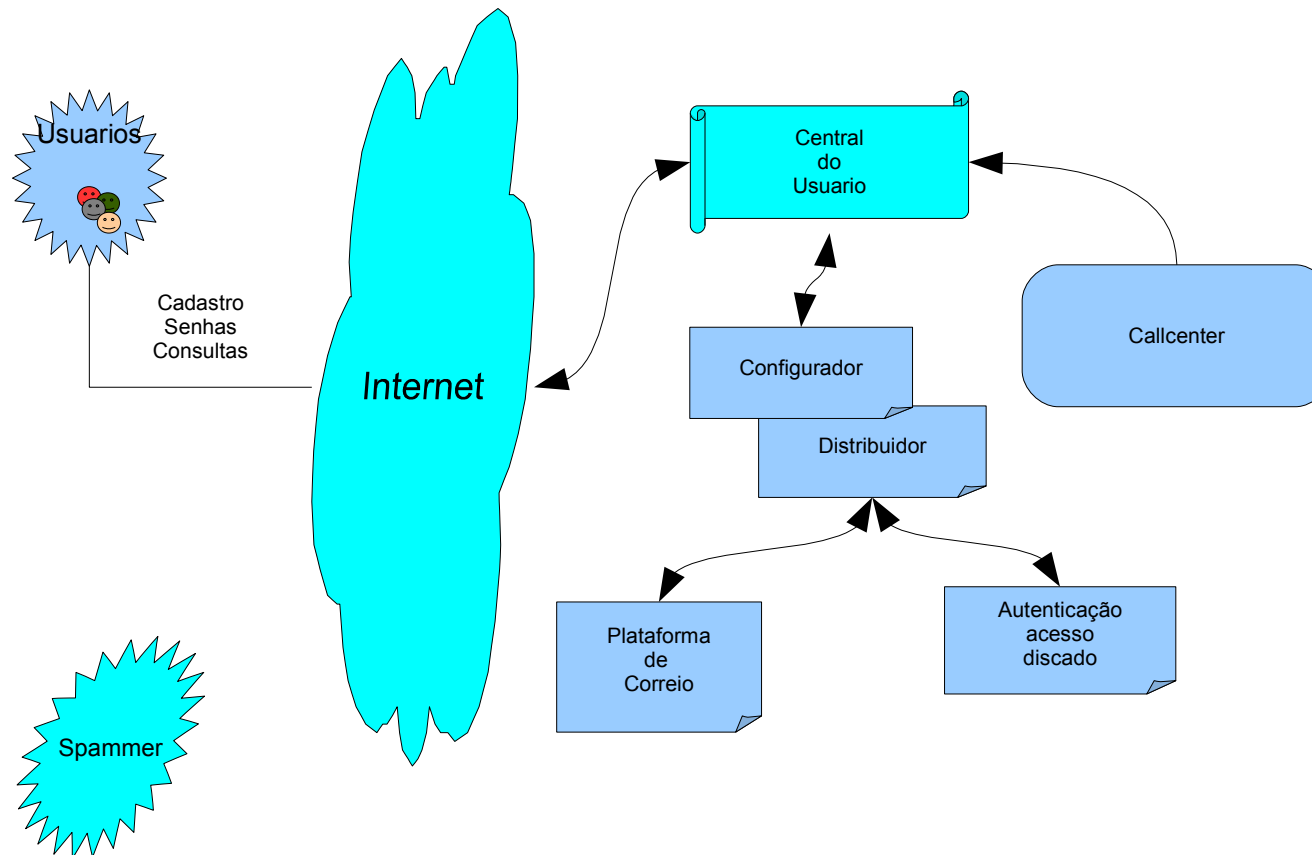 Usuarios
Cadastro
Senhas
Consultas
Internet
Central
do
Usuario
Callcenter
Configurador
Distribuidor
Plataforma
de
Correio
Autenticação
acesso
discado
Spammer